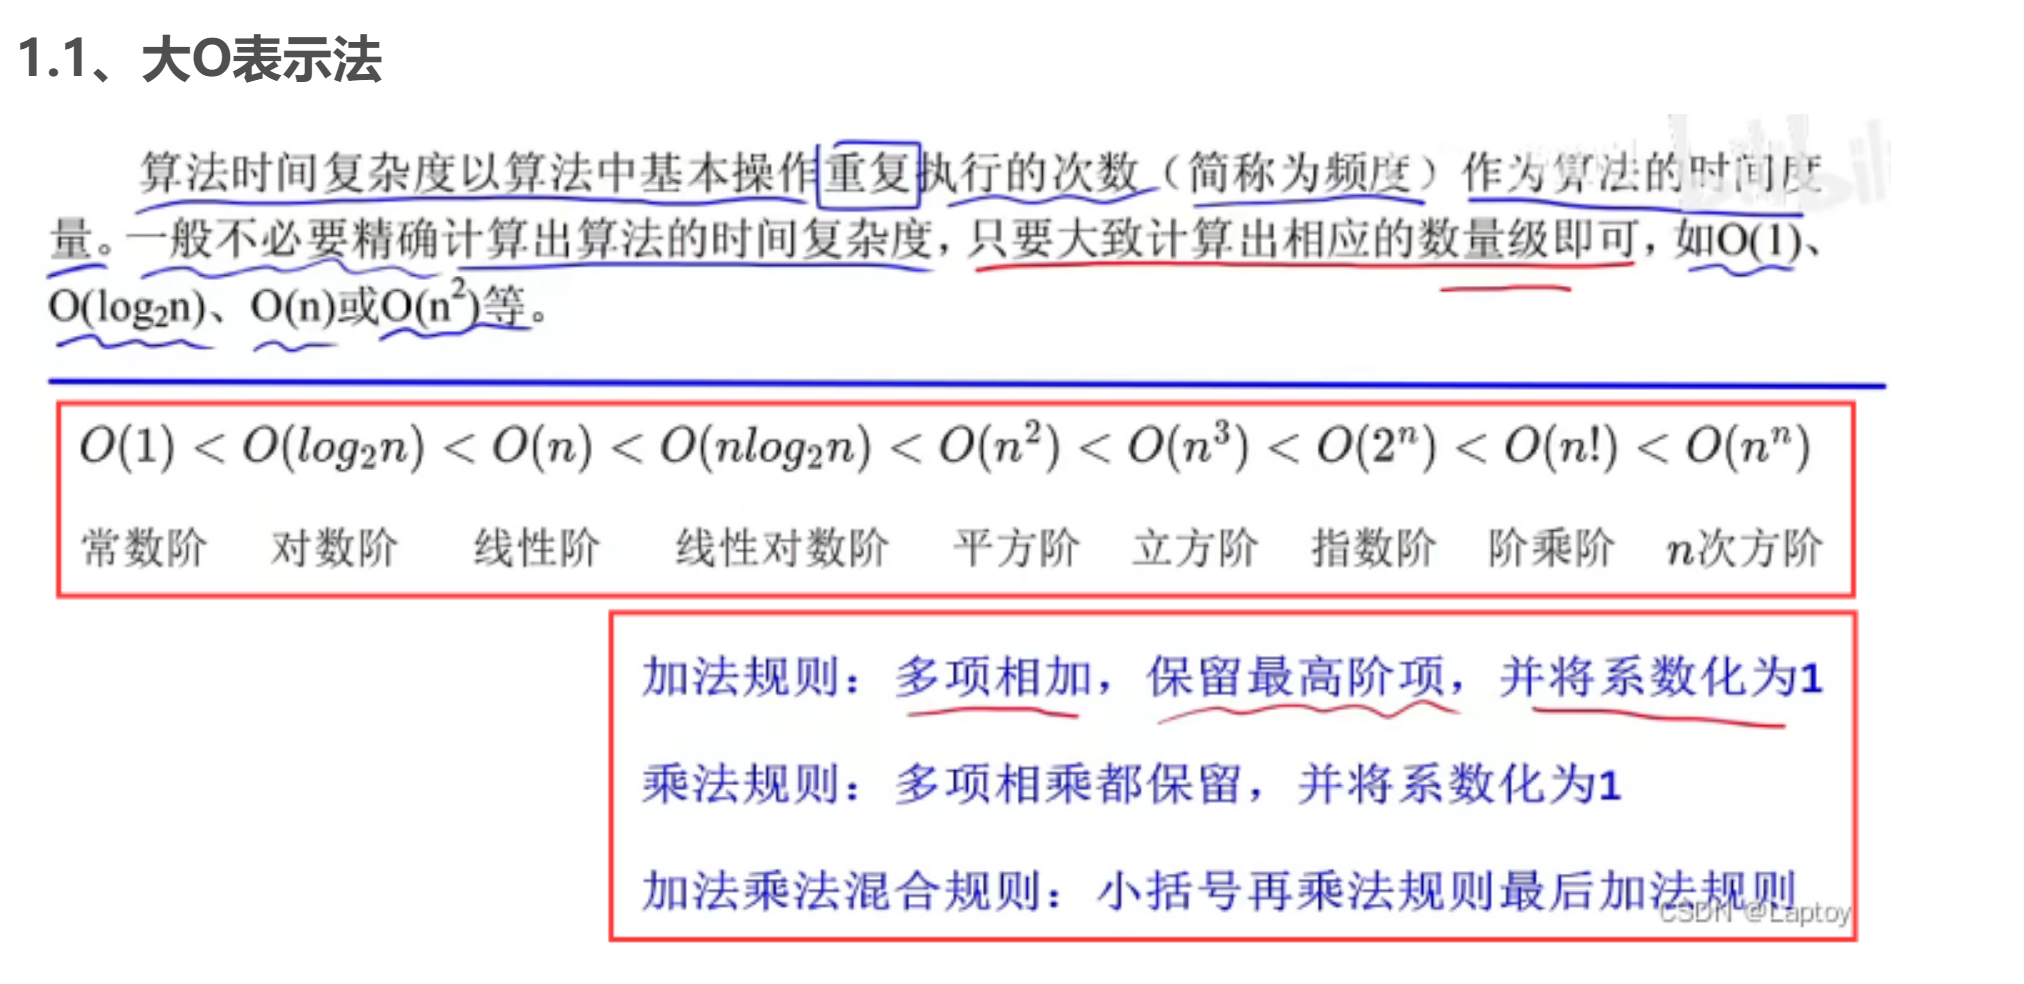 1.1、大O表示法
算法时间复杂度以算法中基本操作重复执行的次数（简称为频度）作为算法的时间度
量。一般不必要精确计算出算法的时间复杂度，只要大致计算出相应的数量级即可，如O(1)、
O(log₂n)、O(n)或O(n²)等。
O(1) < O(log₂n) < O(n) < O(nlog₂n) < O(n²) < O(n³) < O(2ⁿ) < O(n!) < O(nⁿ)
常数阶 对数阶 线性阶 线性对数阶 平方阶 立方阶 指数阶 阶乘阶 n次方阶
加法规则：多项相加，保留最高阶项，并将系数化为1
乘法规则：多项相乘都保留，并将系数化为1
加法乘法混合规则：小括号再乘法规则最后加法规则
CSDN @Laptoy